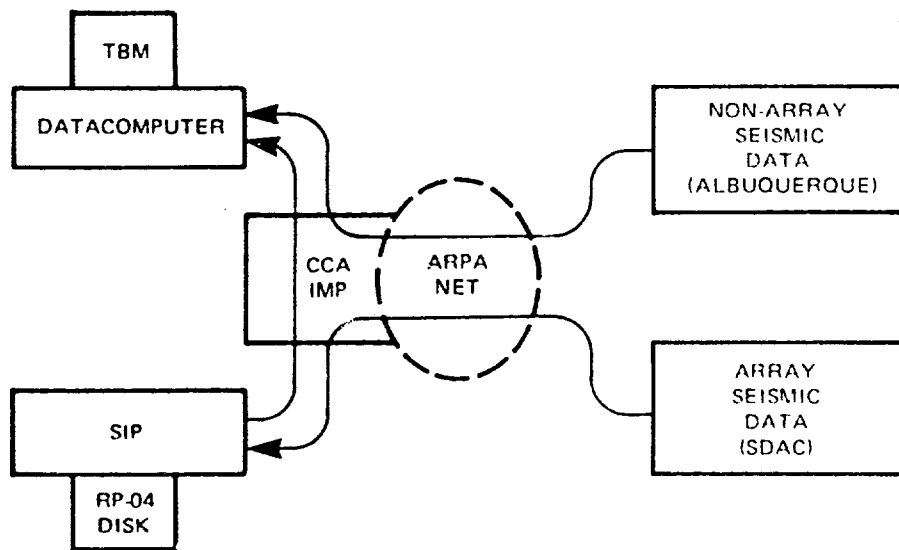 TBM
DATACOMPUTER
NON-ARRAY
SEISMIC
DATA
(ALBUQUERQUE)
CCA
IMP
ARPA
NET
SIP
RP-04
DISK
ARRAY
SEISMIC
DATA
(SDAC)